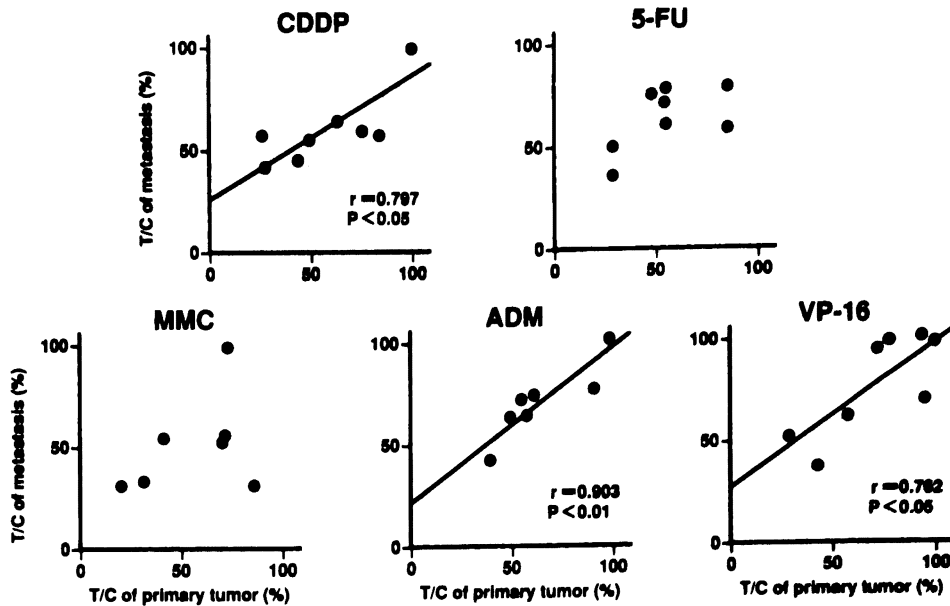 CDDP
T/C of metastasis (%)
100
50
0
0 50 100
r=0.797
P<0.05
5-FU
100
50
0
0 50 100
MMC
T/C of metastasis (%)
100
50
0
0 50 100
T/C of primary tumor (%)
ADM
100
50
0
0 50 100
r=0.903
P<0.01
T/C of primary tumor (%)
VP-16
100
50
0
0 50 100
r=0.762
P<0.05
T/C of primary tumor (%)